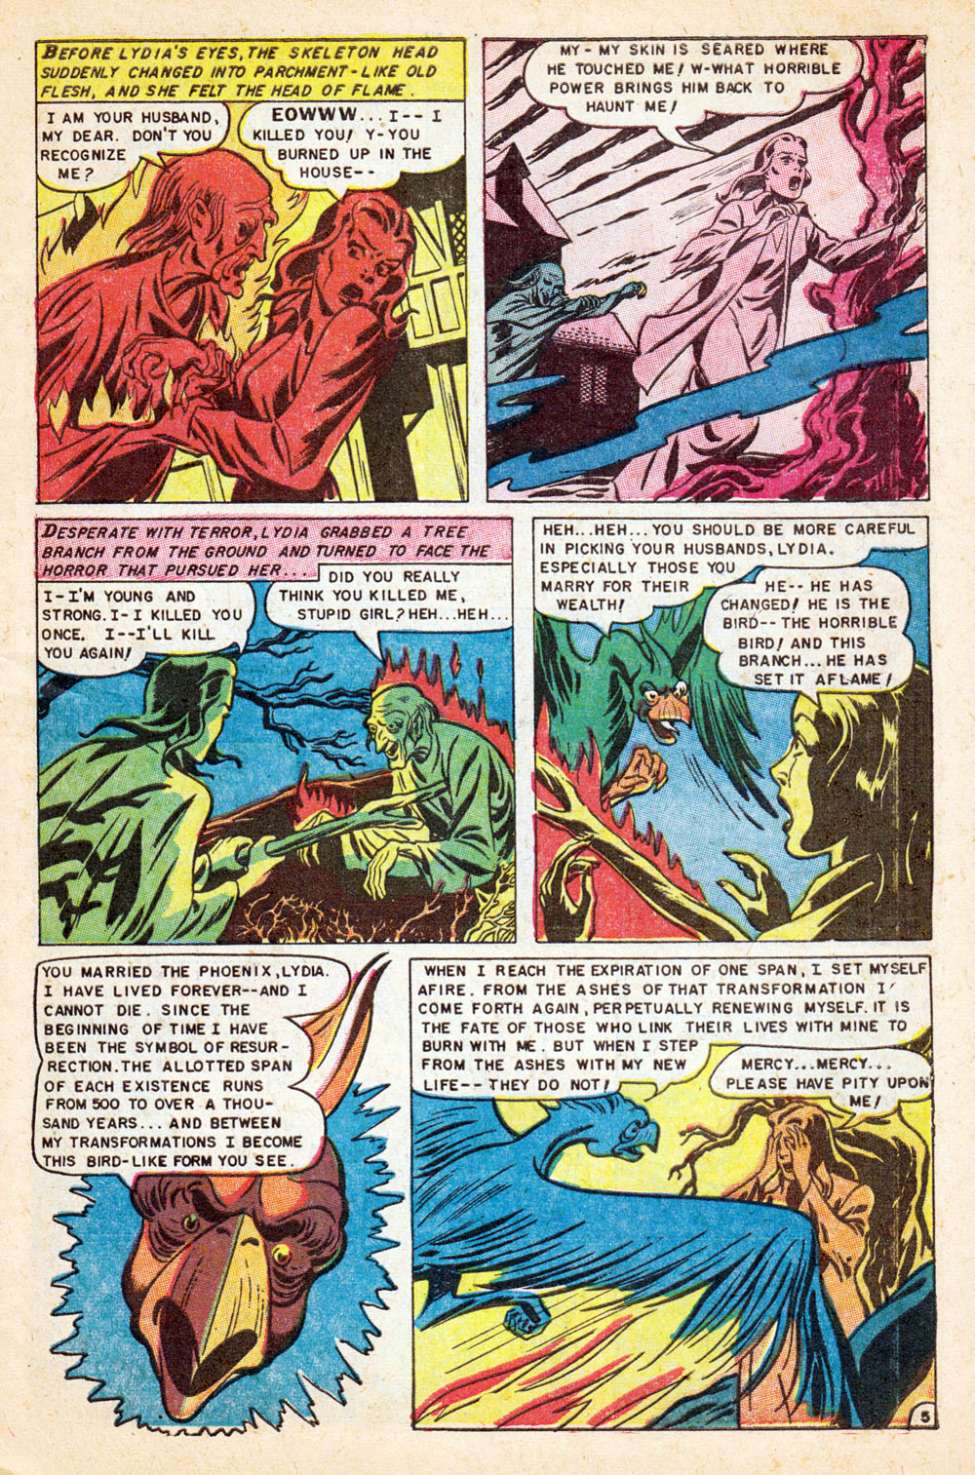 BEFORE LYDIA'S EYES, THE SKELETON HEAD
SUDDENLY CHANGED INTO PARCHMENT-LIKE OLD
FLESH, AND SHE FELT THE HEAD OF FLAME.
I AM YOUR HUSBAND,
MY DEAR. DON'T YOU
RECOGNIZE
ME?
EOWWW...I--I
KILLED YOU! Y-YOU
BURNED UP IN THE
HOUSE--
MY-MY SKIN IS SEARED WHERE
HE TOUCHED ME! W-WHAT HORRIBLE
POWER BRINGS HIM BACK TO
HAUNT ME!
DESPERATE WITH TERROR, LYDIA GRABBED A TREE
BRANCH FROM THE GROUND AND TURNED TO FACE THE
HORROR THAT PURSUED HER...
I-I'M YOUNG AND
STRONG. I-I KILLED YOU
ONCE. I--I'LL KILL
YOU AGAIN!
DID YOU REALLY
THINK YOU KILLED ME,
STUPID GIRL? HEH...HEH...
HEH...HEH...YOU SHOULD BE MORE CAREFUL
IN PICKING YOUR HUSBANDS, LYDIA.
ESPECIALLY THOSE YOU
MARRY FOR THEIR
WEALTH!
HE--HE HAS
CHANGED! HE IS THE
BIRD--THE HORRIBLE
BIRD! AND THIS
BRANCH...HE HAS
SET IT AFLAME!
YOU MARRIED THE PHOENIX, LYDIA.
I HAVE LIVED FOREVER--AND I
CANNOT DIE. SINCE THE
BEGINNING OF TIME I HAVE
BEEN THE SYMBOL OF RESUR-
RECTION. THE ALLOTTED SPAN
OF EACH EXISTENCE RUNS
FROM 500 TO OVER A THOU-
SAND YEARS...AND BETWEEN
MY TRANSFORMATIONS I BECOME
THIS BIRD-LIKE FORM YOU SEE.
WHEN I REACH THE EXPIRATION OF ONE SPAN, I SET MYSELF
AFIRE. FROM THE ASHES OF THAT TRANSFORMATION I
COME FORTH AGAIN, PERPETUALLY RENEWING MYSELF. IT IS
THE FATE OF THOSE WHO LINK THEIR LIVES WITH MINE TO
BURN WITH ME. BUT WHEN I STEP
FROM THE ASHES WITH MY NEW
LIFE--THEY DO NOT!
MERCY...MERCY...
PLEASE HAVE PITY UPON
ME!
5